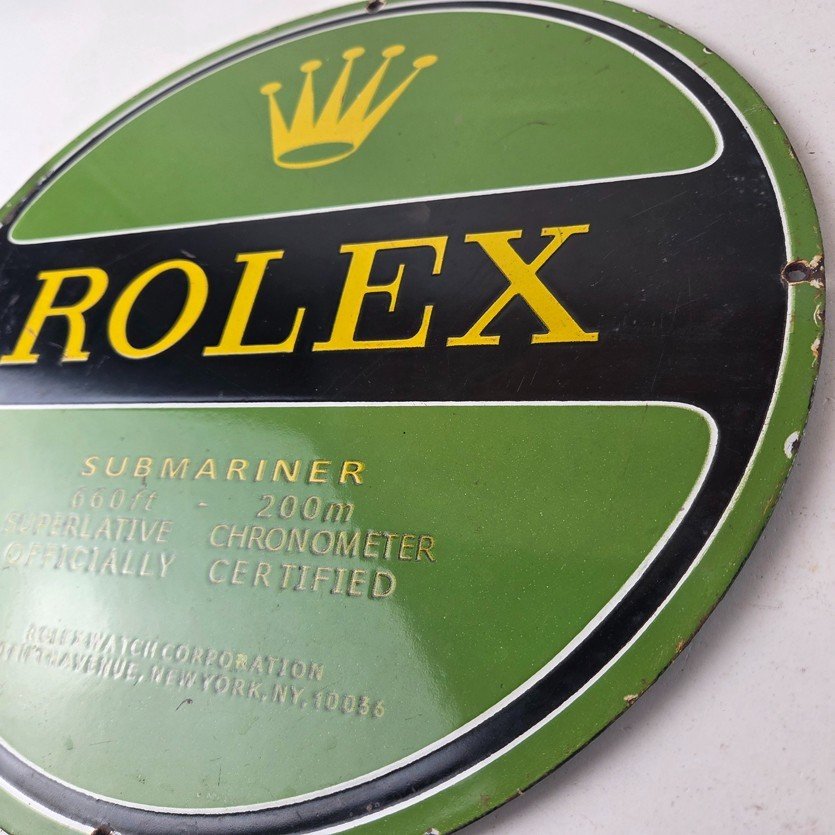 ROLEX
SUBMARINER
660ft - 200m
SUPERLATIVE CHRONOMETER
OFFICIALLY CERTIFIED
ROLEX WATCH CORPORATION
AVENUE, NEW YORK, NY, 10036